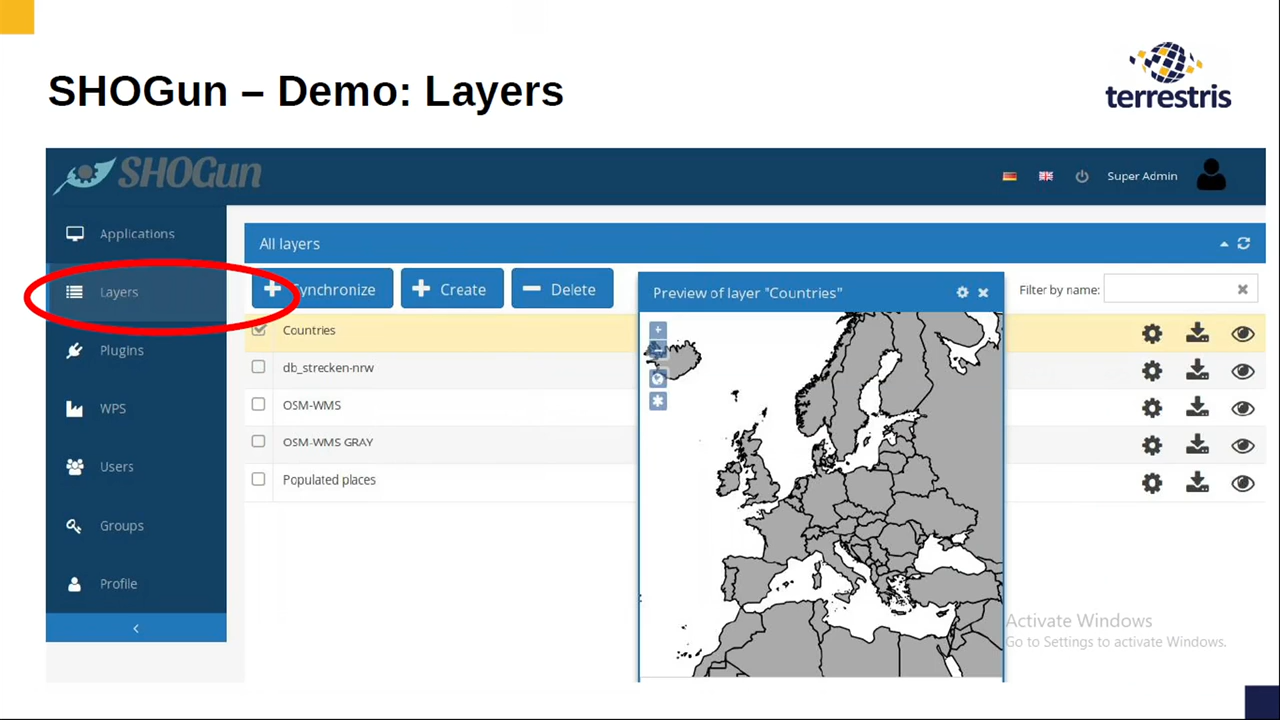 SHOGun – Demo: Layers
terrestris
SHOGun
Super Admin
Applications
Layers
Plugins
WPS
Users
Groups
Profile
All layers
Synchronize
Create
Delete
Filter by name:
Countries
db_strecken-nrw
OSM-WMS
OSM-WMS GRAY
Populated places
Preview of layer "Countries"
Activate Windows
Go to Settings to activate Windows.